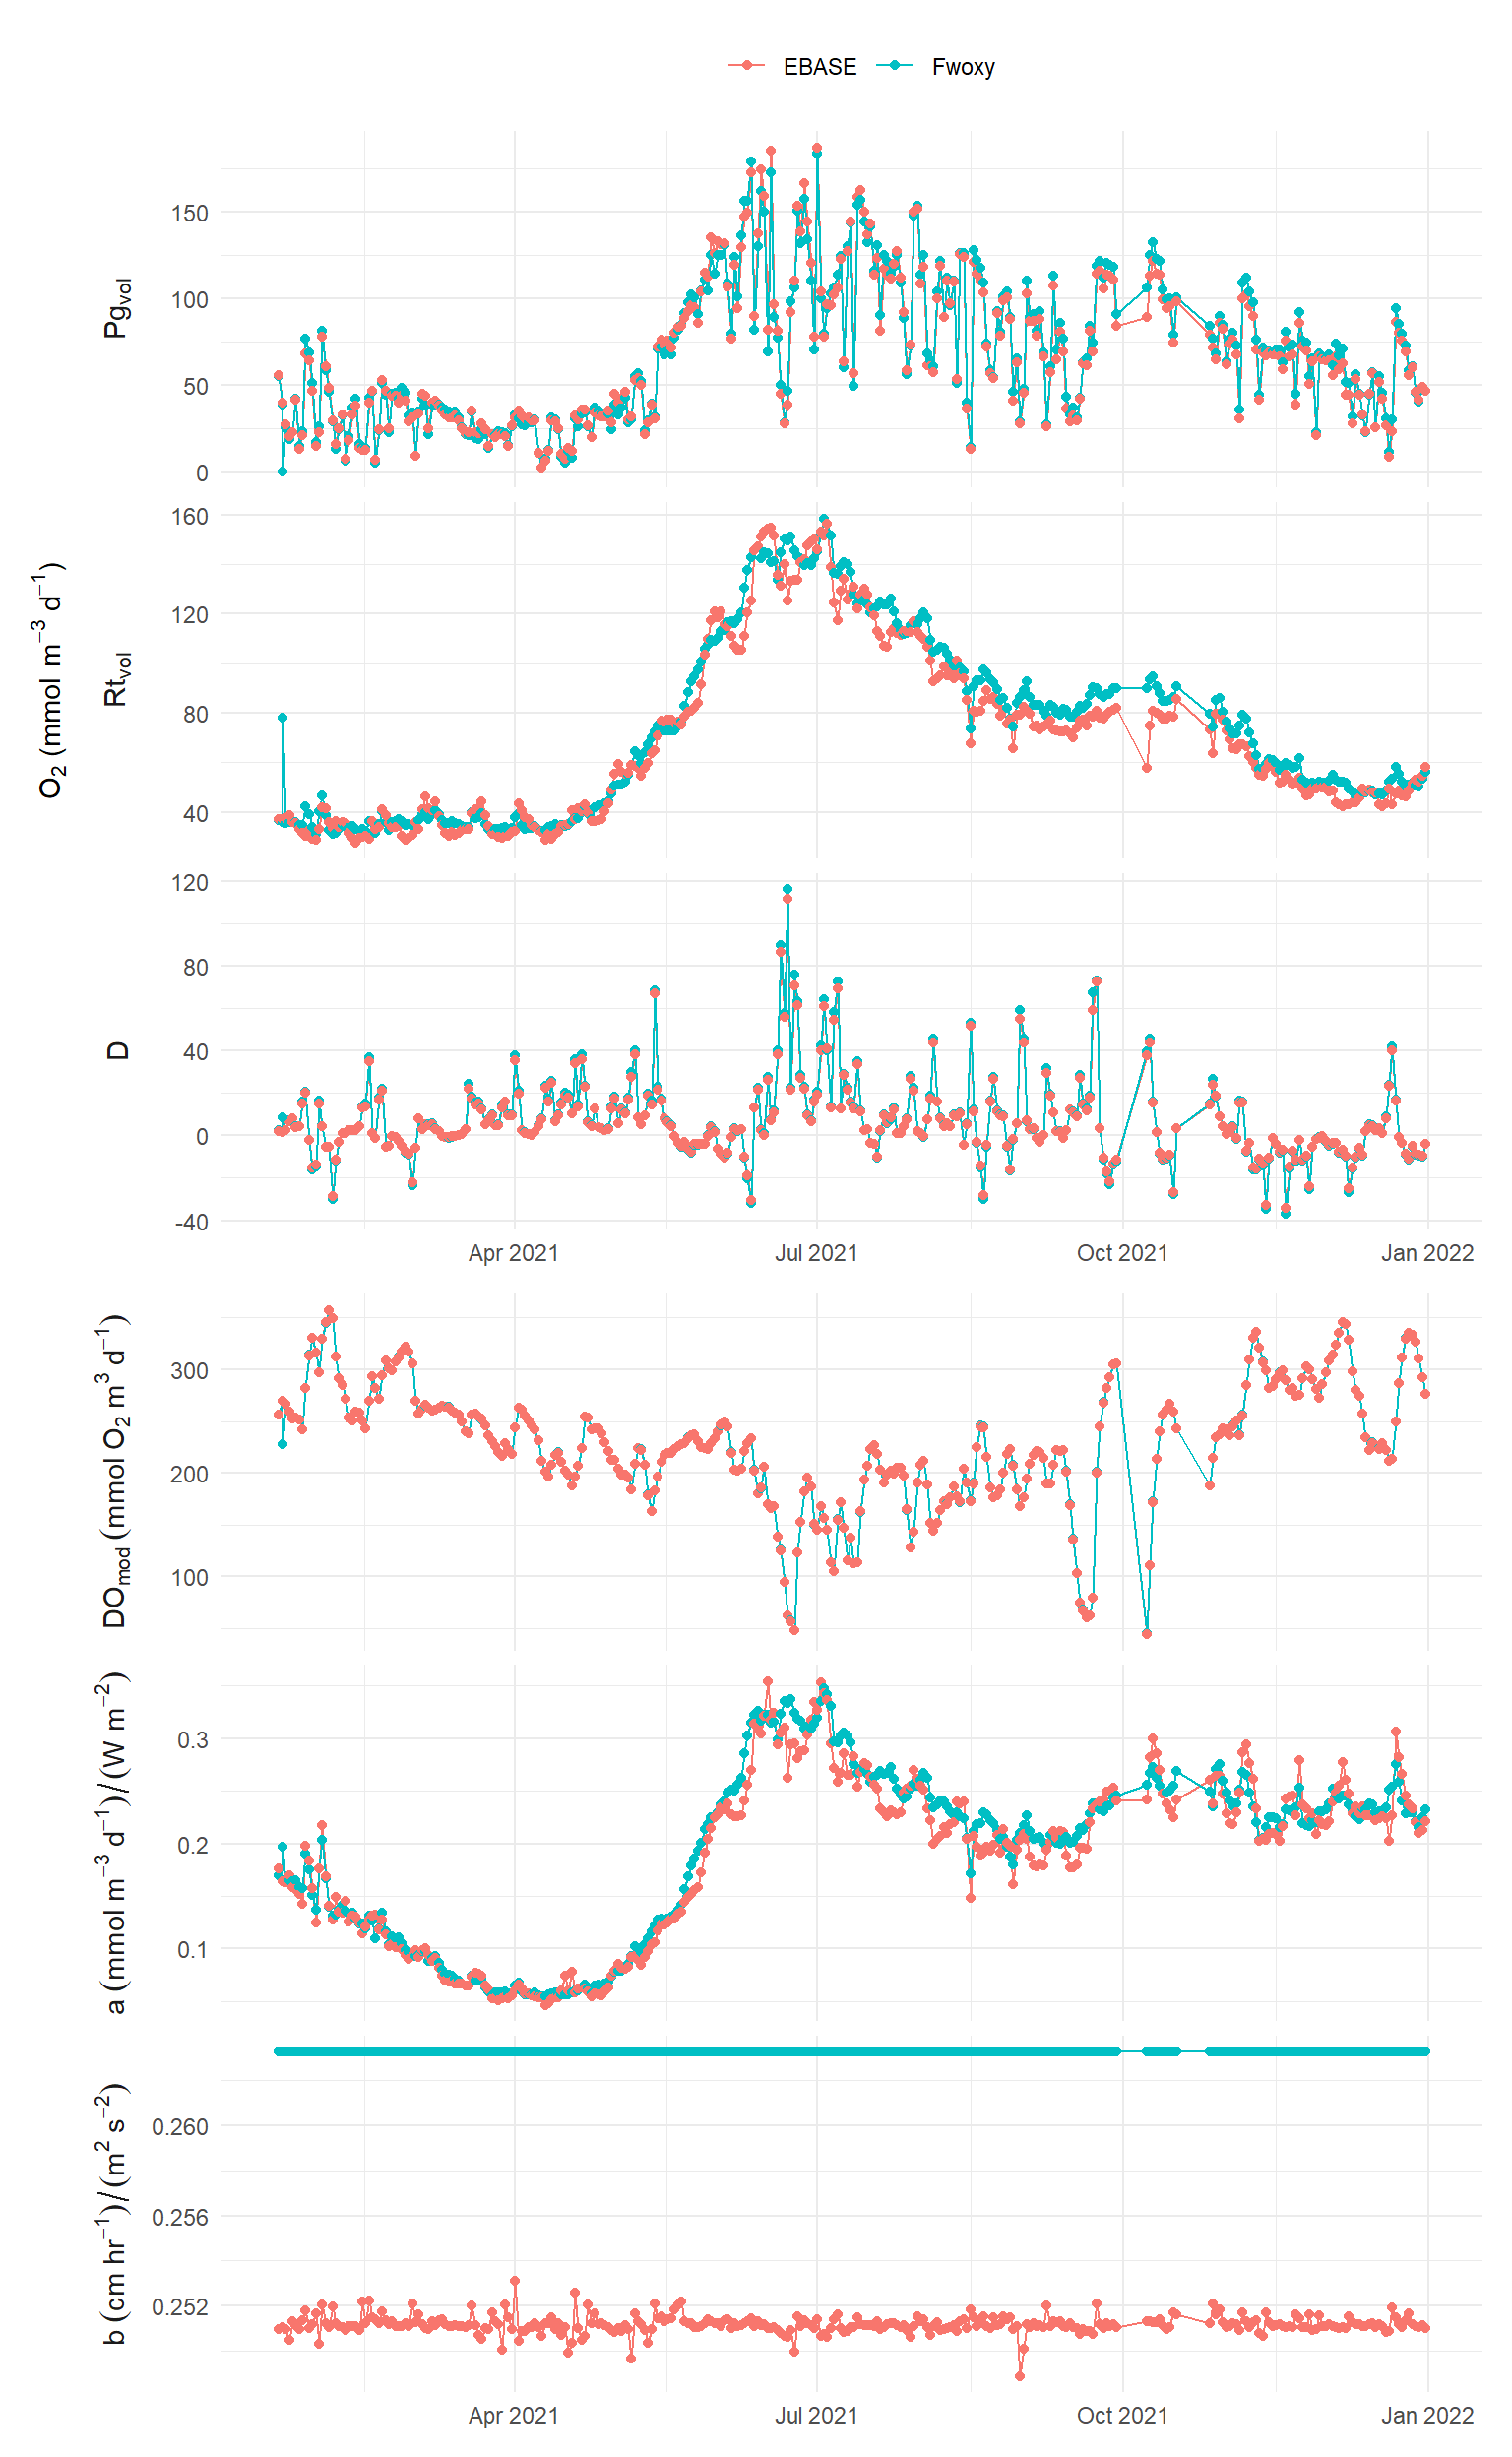 EBASE Fwoxy
O₂ (mmol m⁻³ d⁻¹)
Pgvol
150
100
50
0
Rtvol
160
120
80
40
D
120
80
40
0
-40
Apr 2021 Jul 2021 Oct 2021 Jan 2022
DOmod (mmol O₂ m³ d⁻¹)
300
200
100
a (mmol m⁻³ d⁻¹)/(W m⁻²)
0.3
0.2
0.1
b (cm hr⁻¹)/(m² s⁻²)
0.260
0.256
0.252
Apr 2021 Jul 2021 Oct 2021 Jan 2022